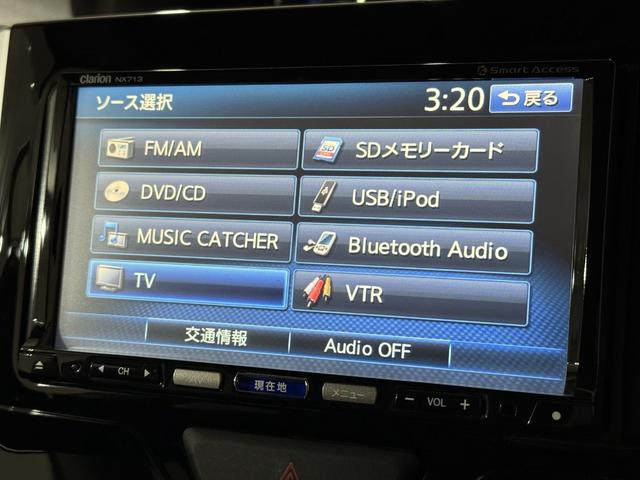 Clarion NX713
Smart Access
ソース選択
3:20
戻る
FM/AM
SDメモリーカード
DVD/CD
USB/iPod
MUSIC CATCHER
Bluetooth Audio
TV
VTR
交通情報
Audio OFF
CH
現在地
メニュー
− VOL +